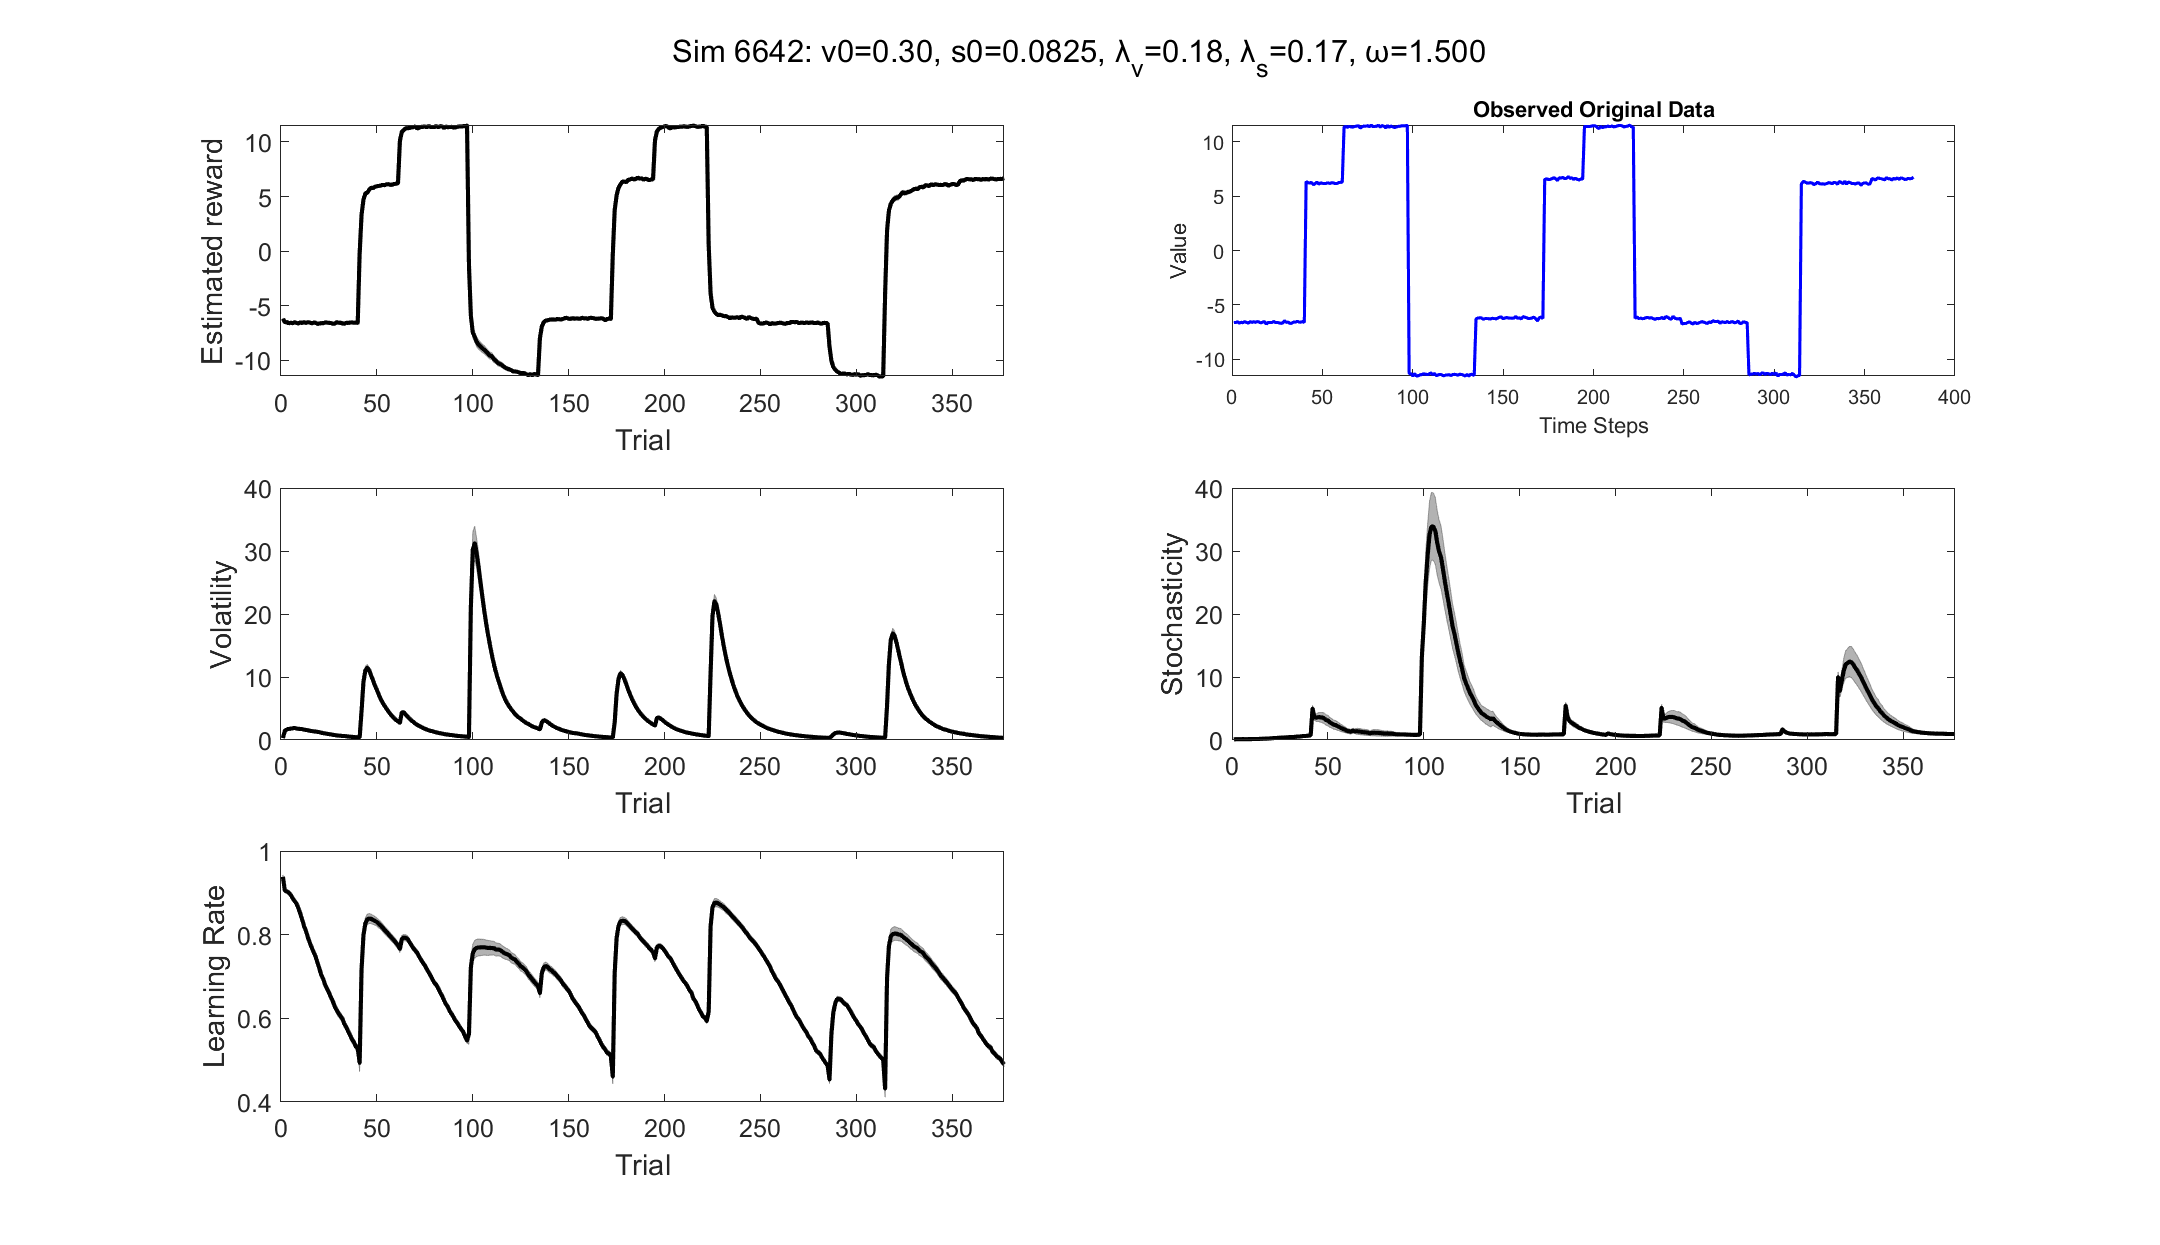 Sim 6642: v0=0.30, s0=0.0825, λv=0.18, λs=0.17, ω=1.500
Estimated reward
10
5
0
-5
-10
0 50 100 150 200 250 300 350
Trial
Observed Original Data
Value
10
5
0
-5
-10
0 50 100 150 200 250 300 350 400
Time Steps
Volatility
40
30
20
10
0
0 50 100 150 200 250 300 350
Trial
Stochasticity
40
30
20
10
0
0 50 100 150 200 250 300 350
Trial
Learning Rate
1
0.8
0.6
0.4
0 50 100 150 200 250 300 350
Trial